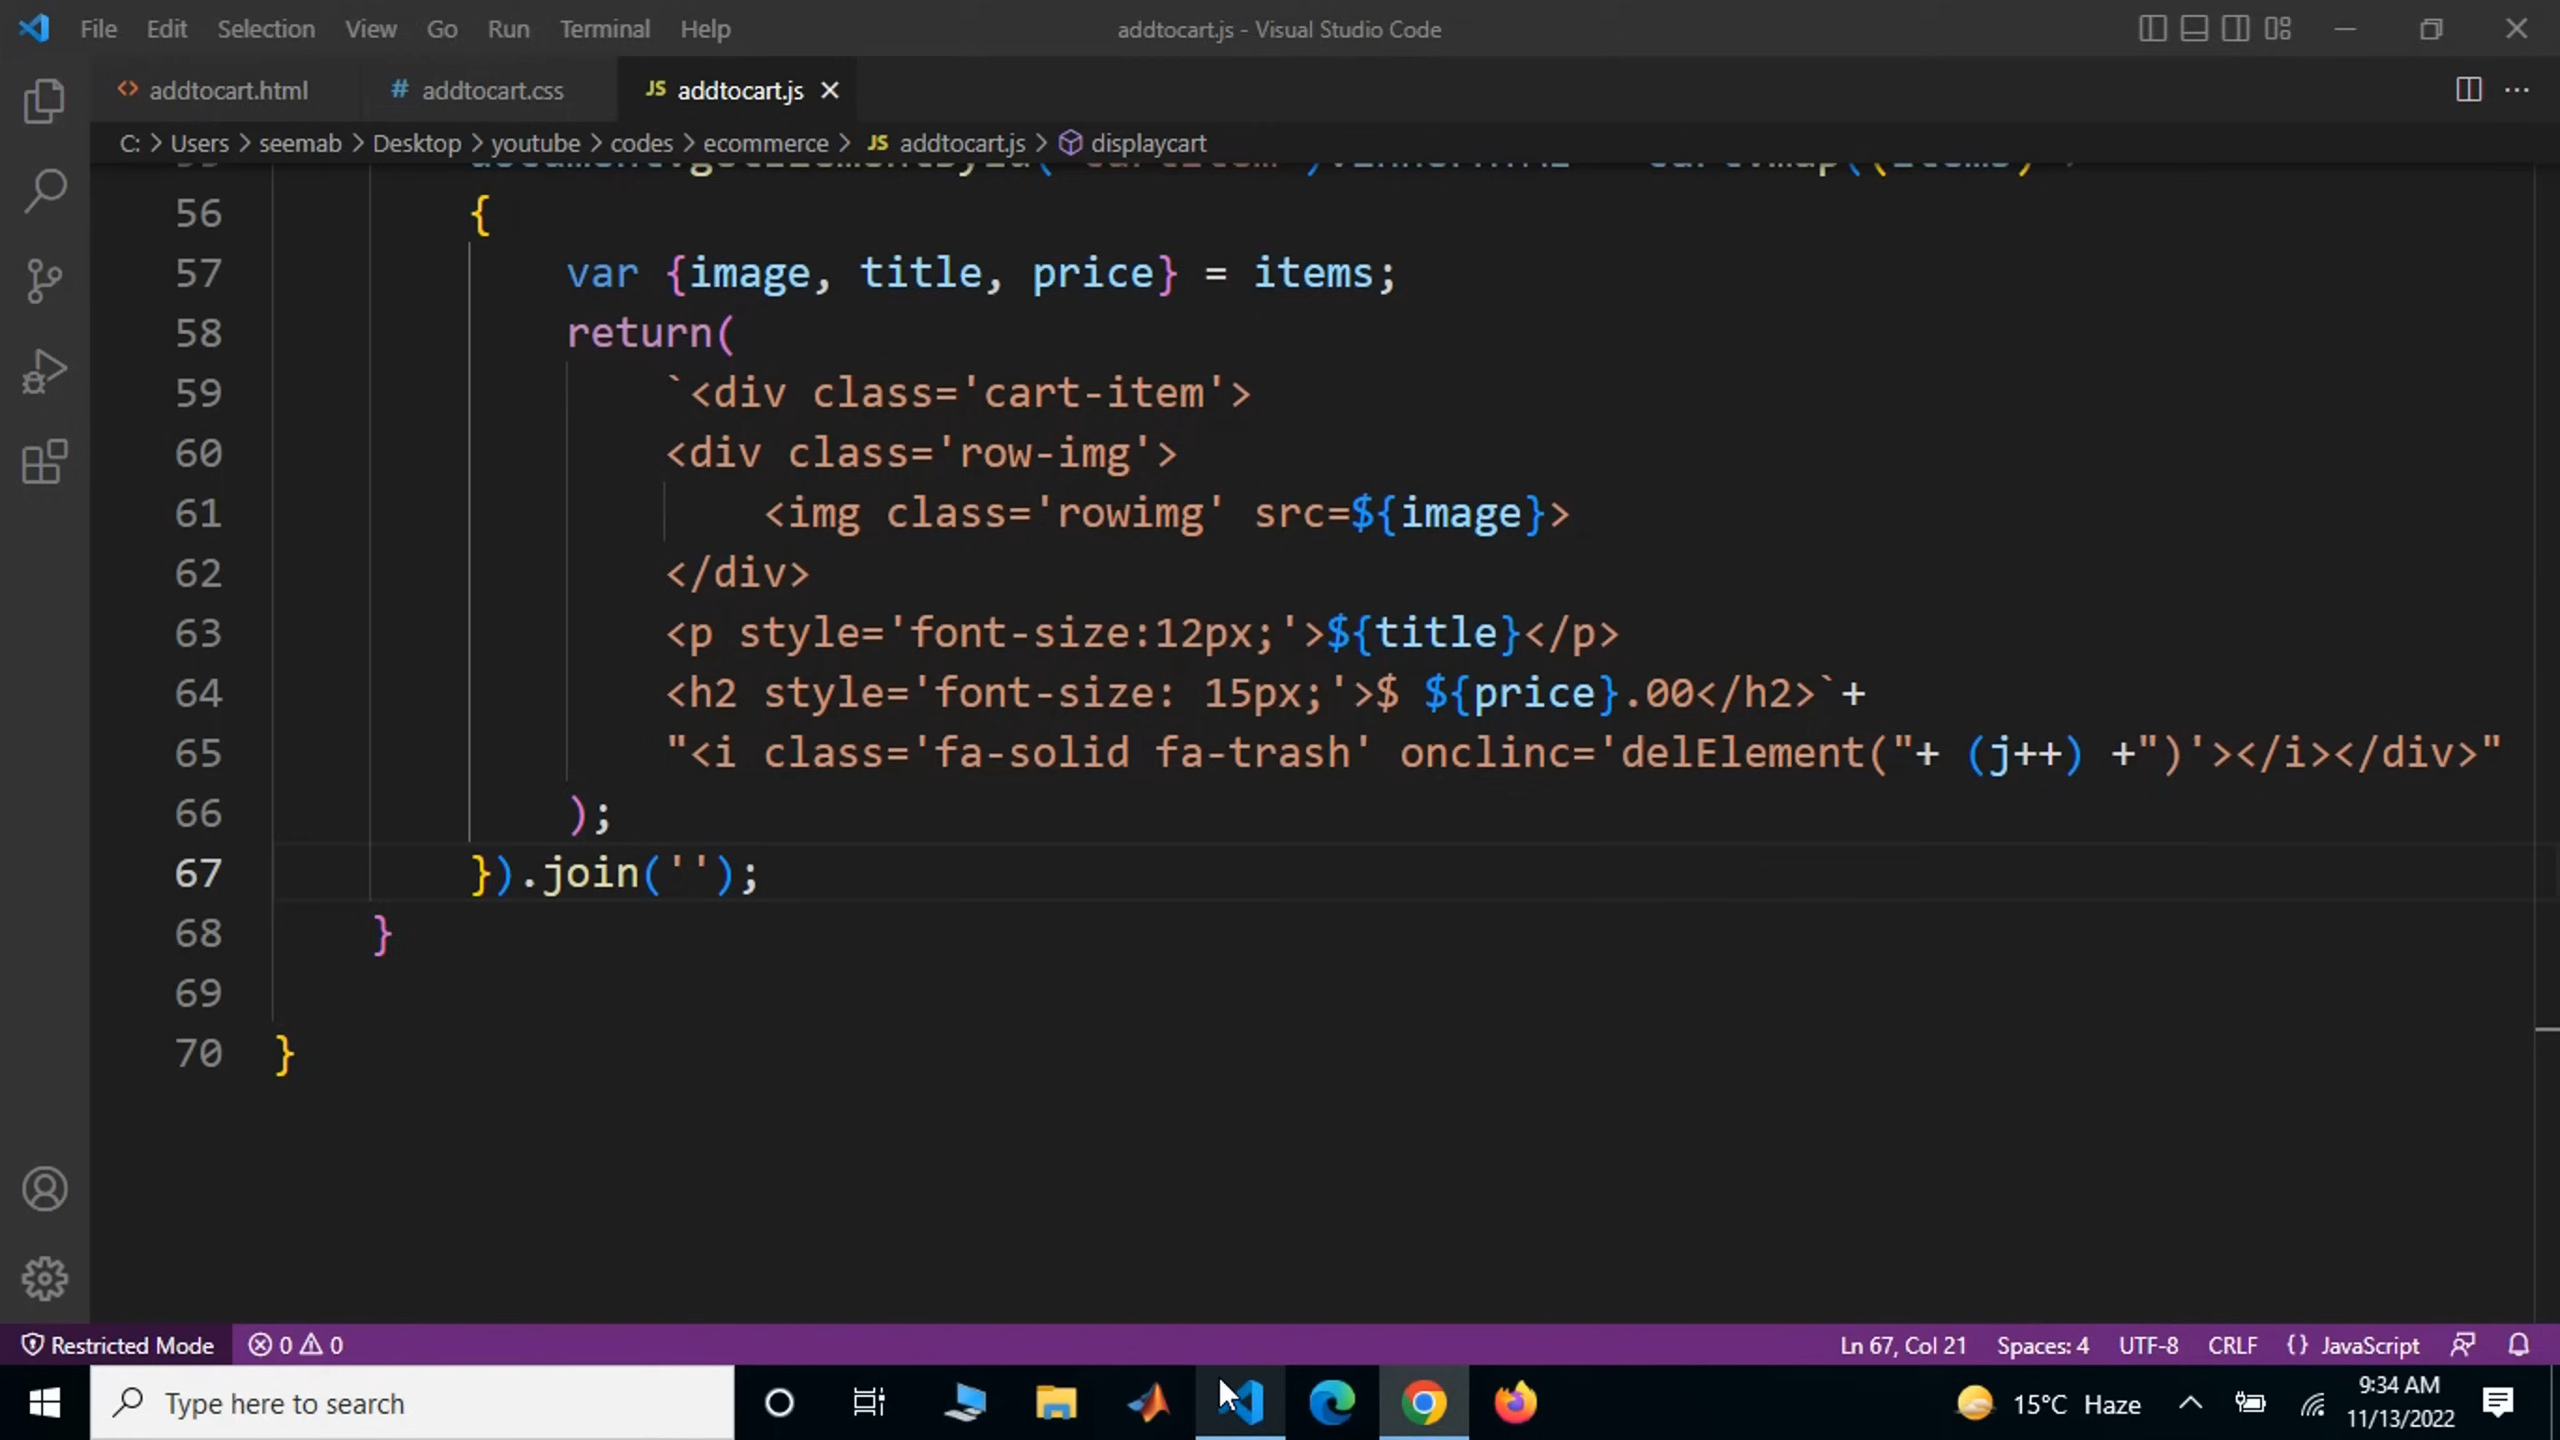 File Edit Selection View Go Run Terminal Help addtocart.js - Visual Studio Code
<> addtocart.html # addtocart.css JS addtocart.js ×
C: > Users > seemab > Desktop > youtube > codes > ecommerce > JS addtocart.js > displaycart
56 {
57 var {image, title, price} = items;
58 return(
59 `<div class='cart-item'>
60 <div class='row-img'>
61 <img class='rowimg' src=${image}>
62 </div>
63 <p style='font-size:12px;'>${title}</p>
64 <h2 style='font-size: 15px;'>$ ${price}.00</h2>`+
65 "<i class='fa-solid fa-trash' onclinc='delElement("+ (j++) +")'></i></div>"
66 );
67 }).join('');
68 }
69
70 }
Restricted Mode 0 0 Ln 67, Col 21 Spaces: 4 UTF-8 CRLF {} JavaScript
Type here to search 15°C Haze 9:34 AM
11/13/2022